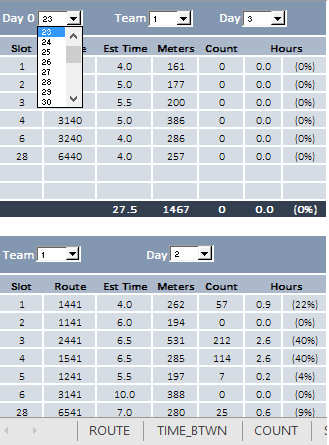 Day 0 23 Team 1 Day 3
23
24
25
26
27
28
29
30
Slot Est Time Meters Count Hours
1 4.0 161 0 0.0 (0%)
2 5.0 177 0 0.0 (0%)
3 5.5 200 0 0.0 (0%)
4 3140 5.0 386 0 0.0 (0%)
6 3240 4.0 286 0 0.0 (0%)
28 6440 4.0 257 0 0.0 (0%)
27.5 1467 0 0.0 (0%)
Team 1 Day 2
Slot Route Est Time Meters Count Hours
1 1441 4.0 262 57 0.9 (22%)
2 1141 6.0 194 0 0.0 (0%)
3 2441 6.5 531 212 2.6 (40%)
4 1541 6.5 285 114 2.6 (40%)
5 1241 5.5 197 7 0.2 (4%)
6 3141 10.0 388 0 0.0 (0%)
28 6541 7.0 280 25 0.6 (9%)
ROUTE TIME_BTWN COUNT